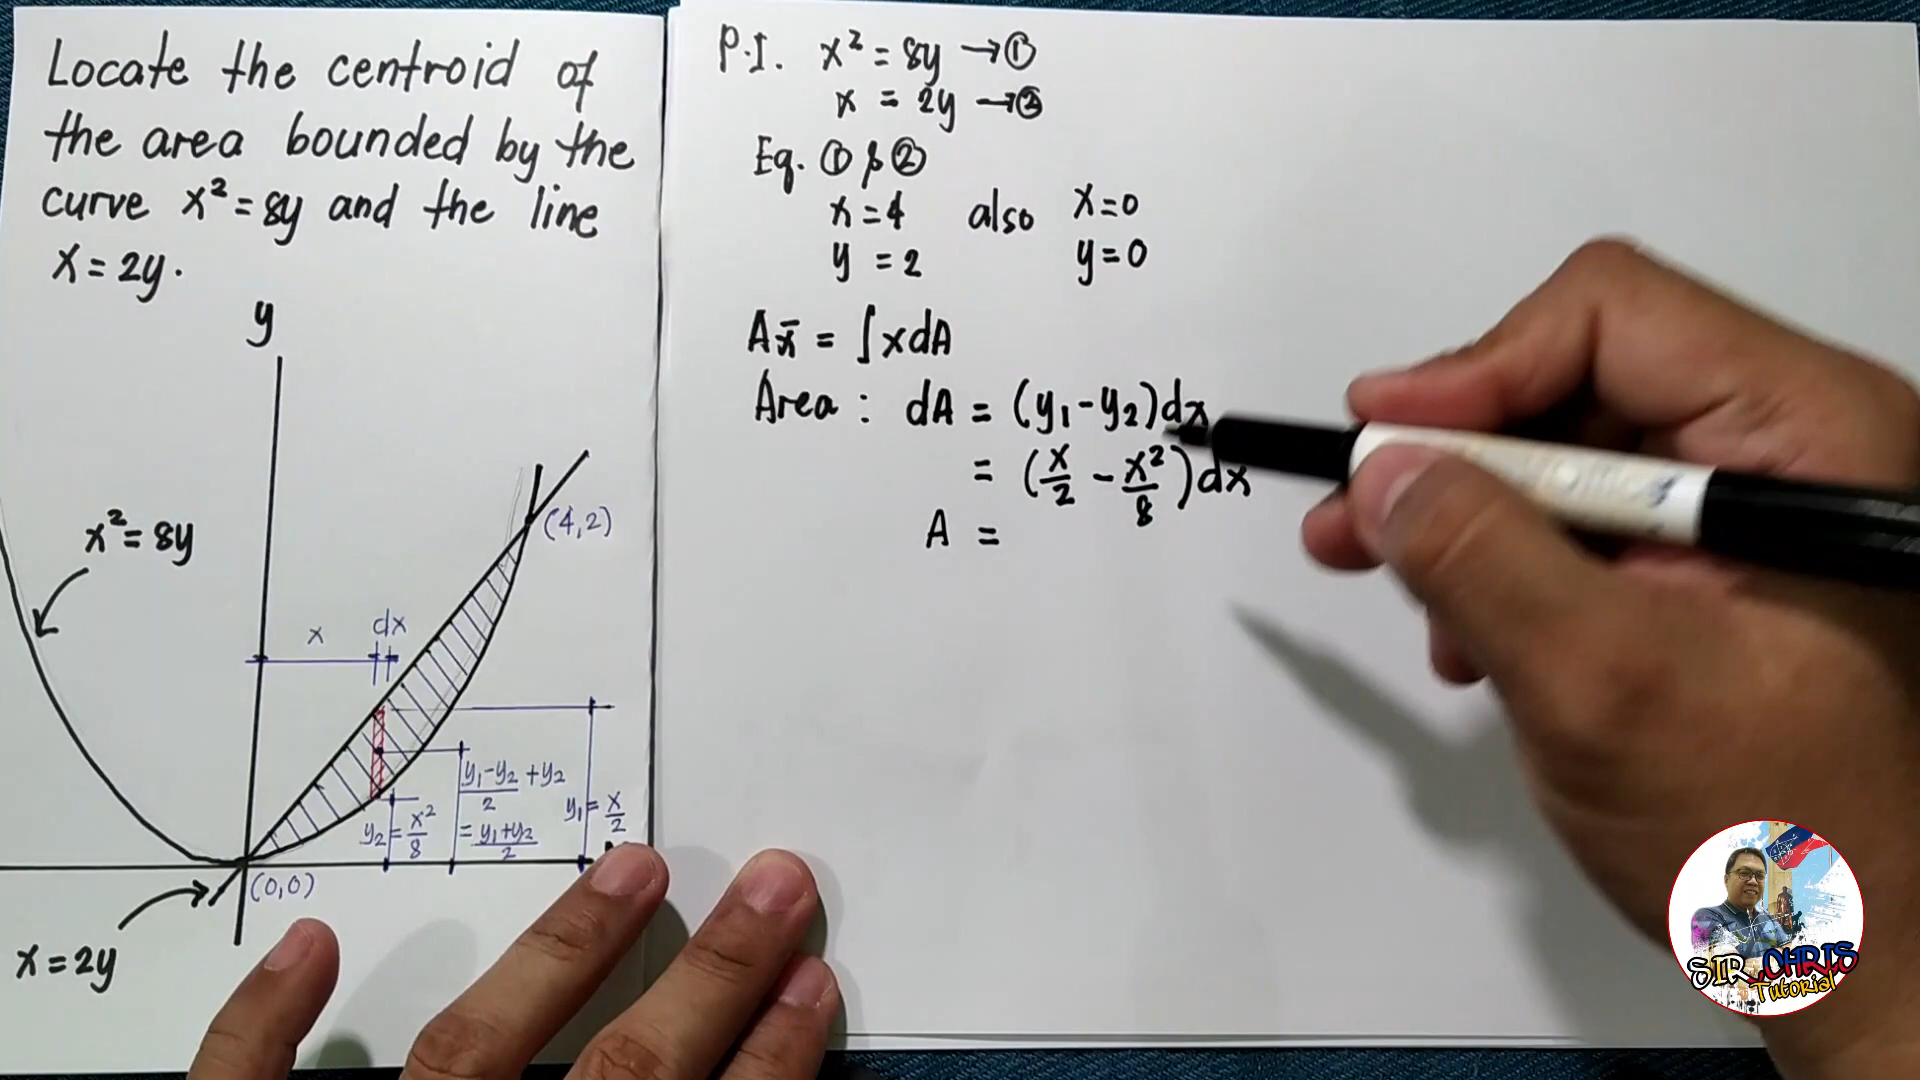 Locate the centroid of
the area bounded by the
curve x² = 8y and the line
x = 2y.
y
x² = 8y
(4,2)
x
dx
y₁-y₂/2 + y₂
= y₁+y₂/2
y₁ = x/2
y₂ = x²/8
(0,0)
x = 2y
P.I. x² = 8y → ①
x = 2y → ②
Eq. ① & ②
x = 4 also x = 0
y = 2 y = 0
Ax̄ = ∫xdA
Area : dA = (y₁ - y₂)dx
= (x/2 - x²/8)dx
A =
SIR CHRIS
Tutorial